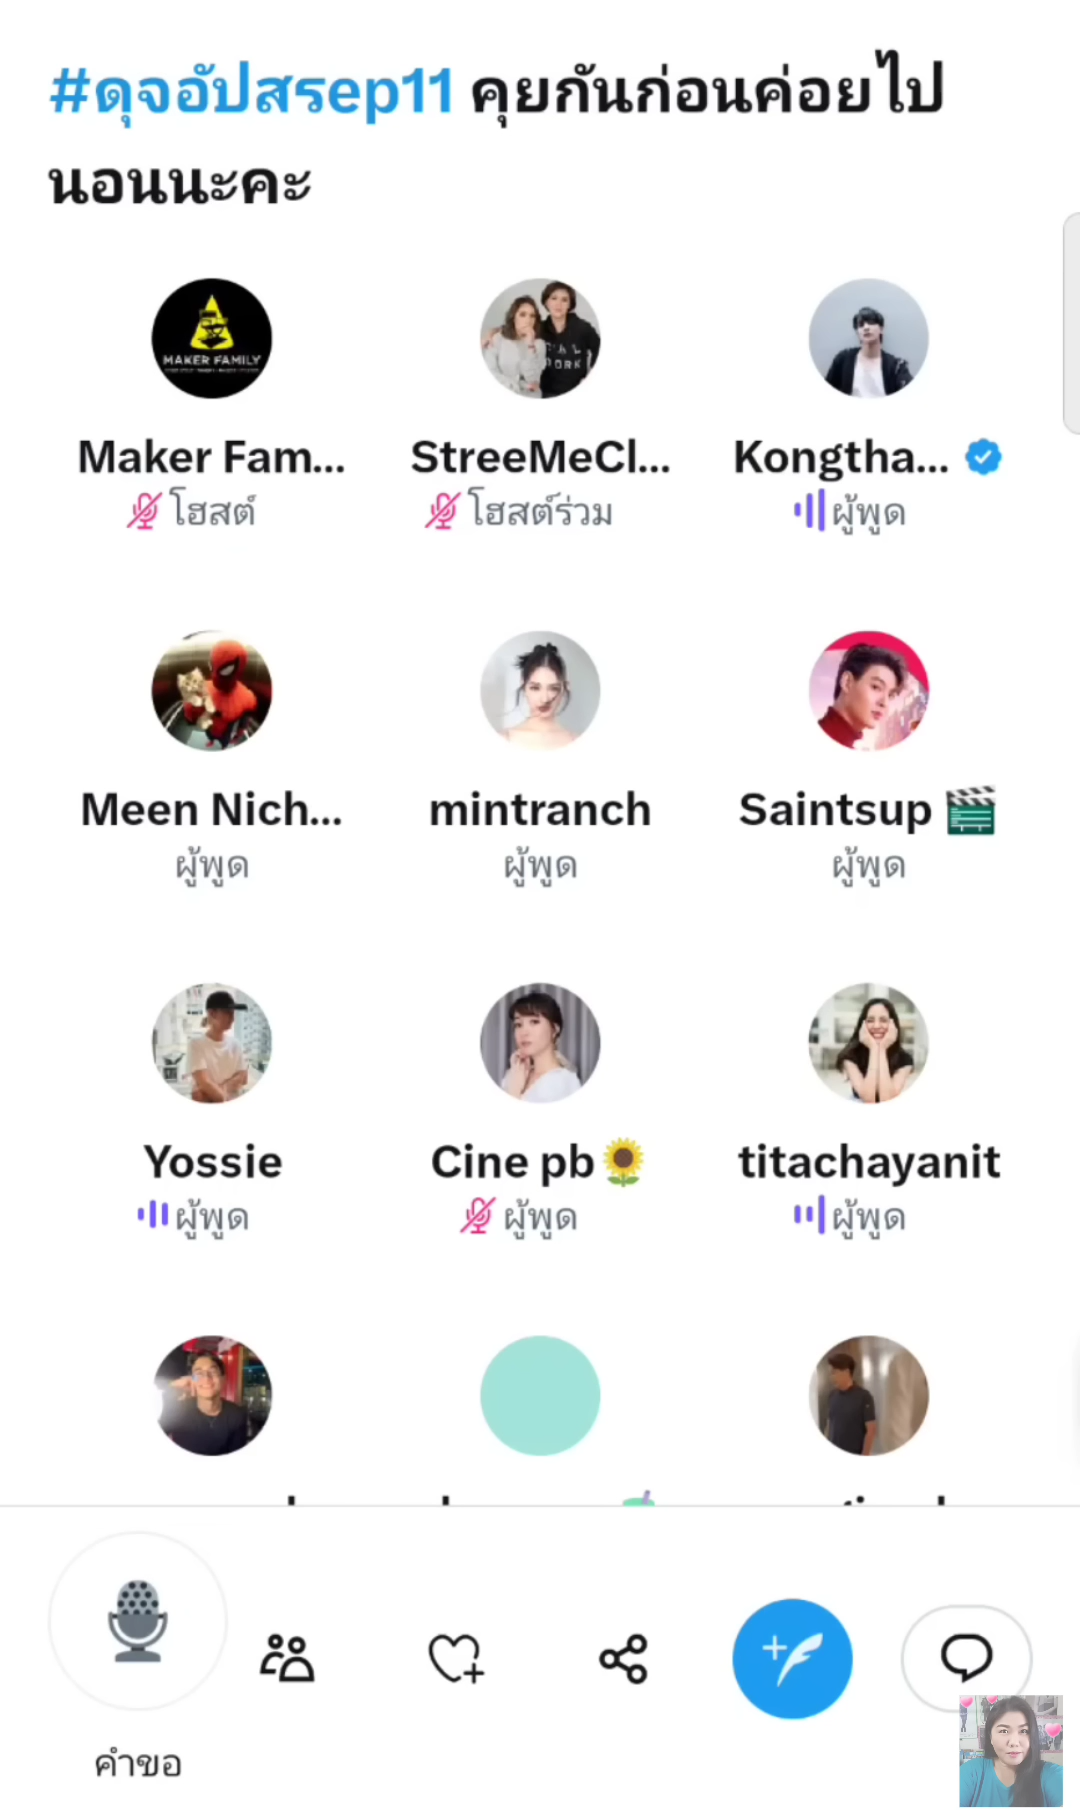 #ดุจอัปสรep11 คุยกันก่อนค่อยไป
นอนนะคะ
MAKER FAMILY
Maker Fam...
โฮสต์
StreeMeCl...
โฮสต์ร่วม
Kongtha...
ผู้พูด
Meen Nich...
ผู้พูด
mintranch
ผู้พูด
Saintsup 🎬
ผู้พูด
Yossie
ผู้พูด
Cine pb🌻
ผู้พูด
titachayanit
ผู้พูด
คำขอ